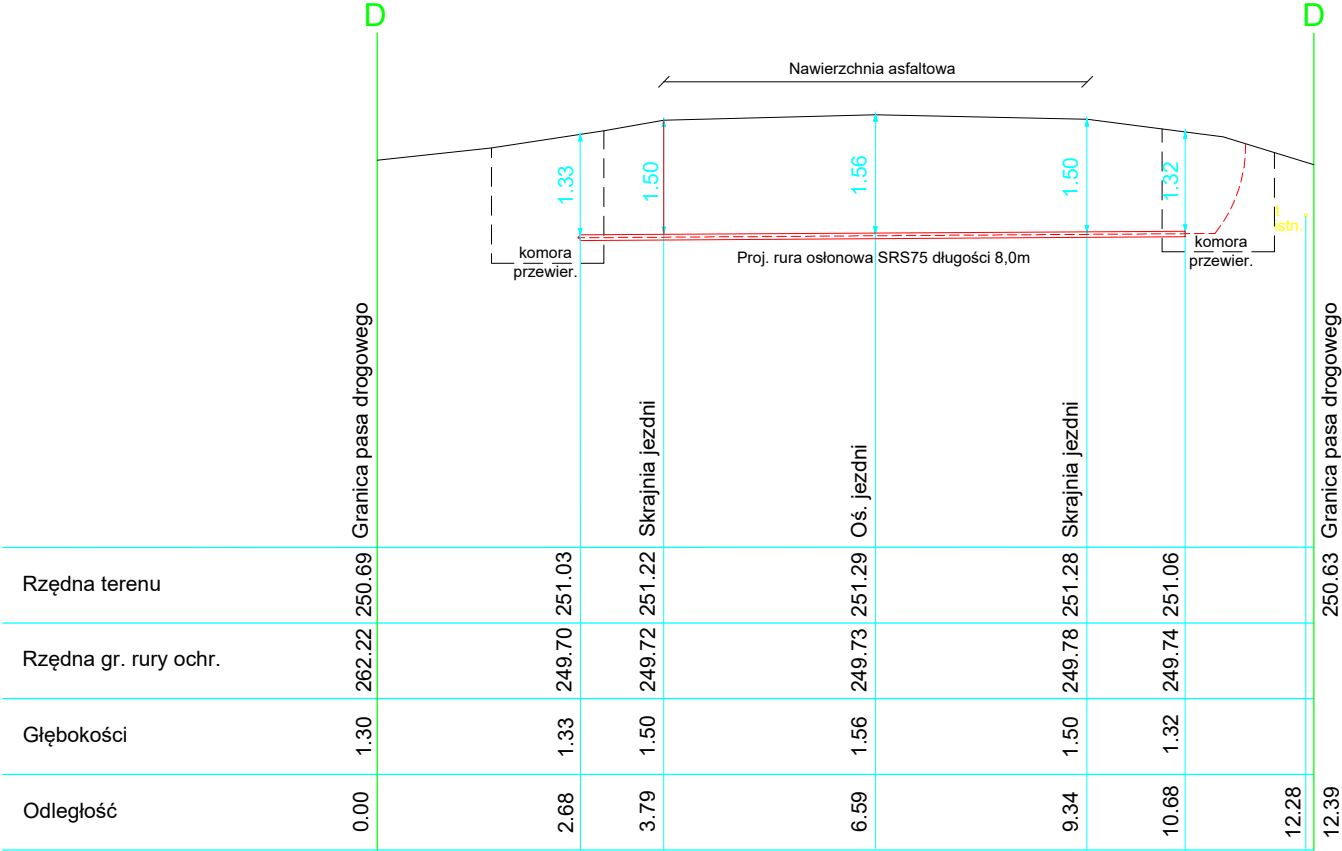 D
D
Nawierzchnia asfaltowa
1.33
1.50
1.56
1.50
1.32
t
istn.
komora
przewier.
Proj. rura osłonowa SRS75 długości 8,0m
komora
przewier.
Granica pasa drogowego
Skrajnia jezdni
Oś. jezdni
Skrajnia jezdni
Granica pasa drogowego
Rzędna terenu 250.69 251.03 251.22 251.29 251.28 251.06 250.63
Rzędna gr. rury ochr. 262.22 249.70 249.72 249.73 249.78 249.74
Głębokości 1.30 1.33 1.50 1.56 1.50 1.32
Odległość 0.00 2.68 3.79 6.59 9.34 10.68 12.28 12.39